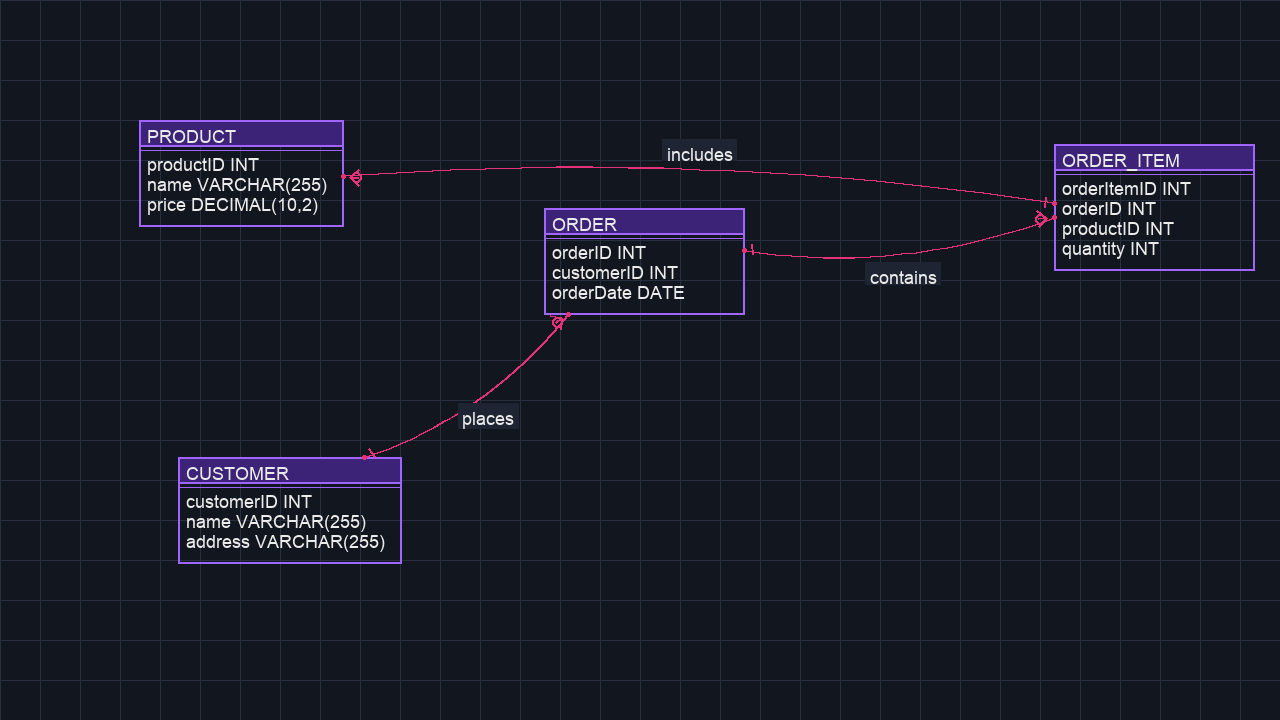 PRODUCT
productID INT
name VARCHAR(255)
price DECIMAL(10,2)
includes
ORDER_ITEM
orderItemID INT
orderID INT
productID INT
quantity INT
ORDER
orderID INT
customerID INT
orderDate DATE
contains
places
CUSTOMER
customerID INT
name VARCHAR(255)
address VARCHAR(255)